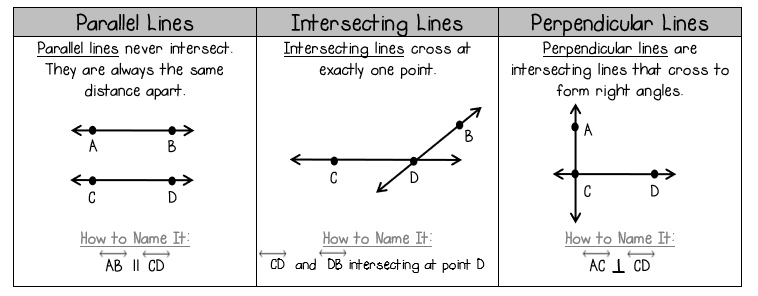 Parallel Lines
Parallel lines never intersect.
They are always the same
distance apart.
A B
C D
How to Name It:
AB || CD
Intersecting Lines
Intersecting lines cross at
exactly one point.
B
C D
How to Name It:
CD and DB intersecting at point D
Perpendicular Lines
Perpendicular lines are
intersecting lines that cross to
form right angles.
A
C D
How to Name It:
AC ⊥ CD